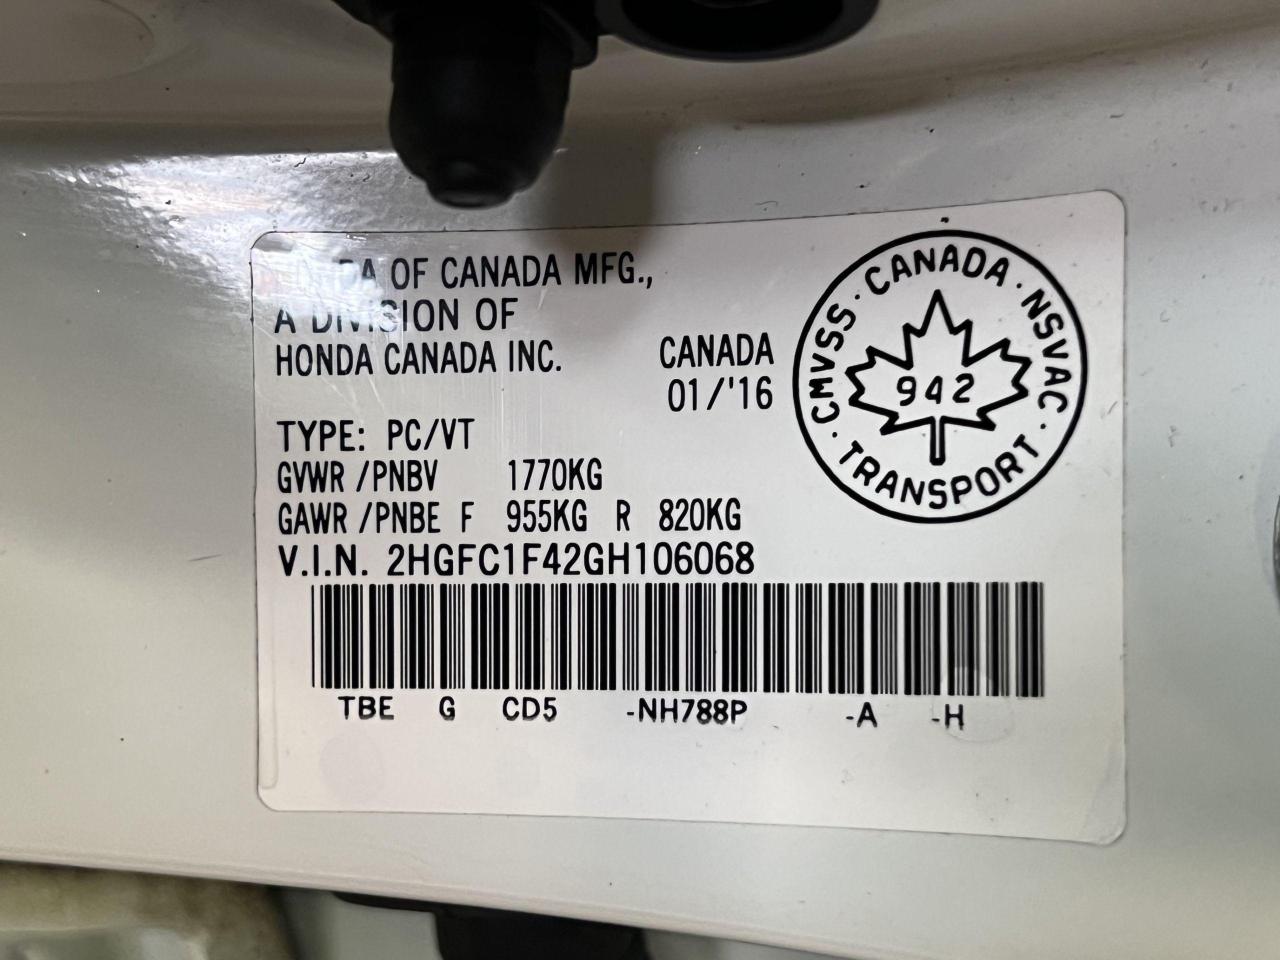 OF CANADA MFG.,
A DIVISION OF
HONDA CANADA INC.
CANADA
01/'16
CMVSS · CANADA · NSVAC · TRANSPORT ·
942
TYPE: PC/VT
GVWR /PNBV 1770KG
GAWR /PNBE F 955KG R 820KG
V.I.N. 2HGFC1F42GH106068
TBE G CD5 -NH788P -A -H